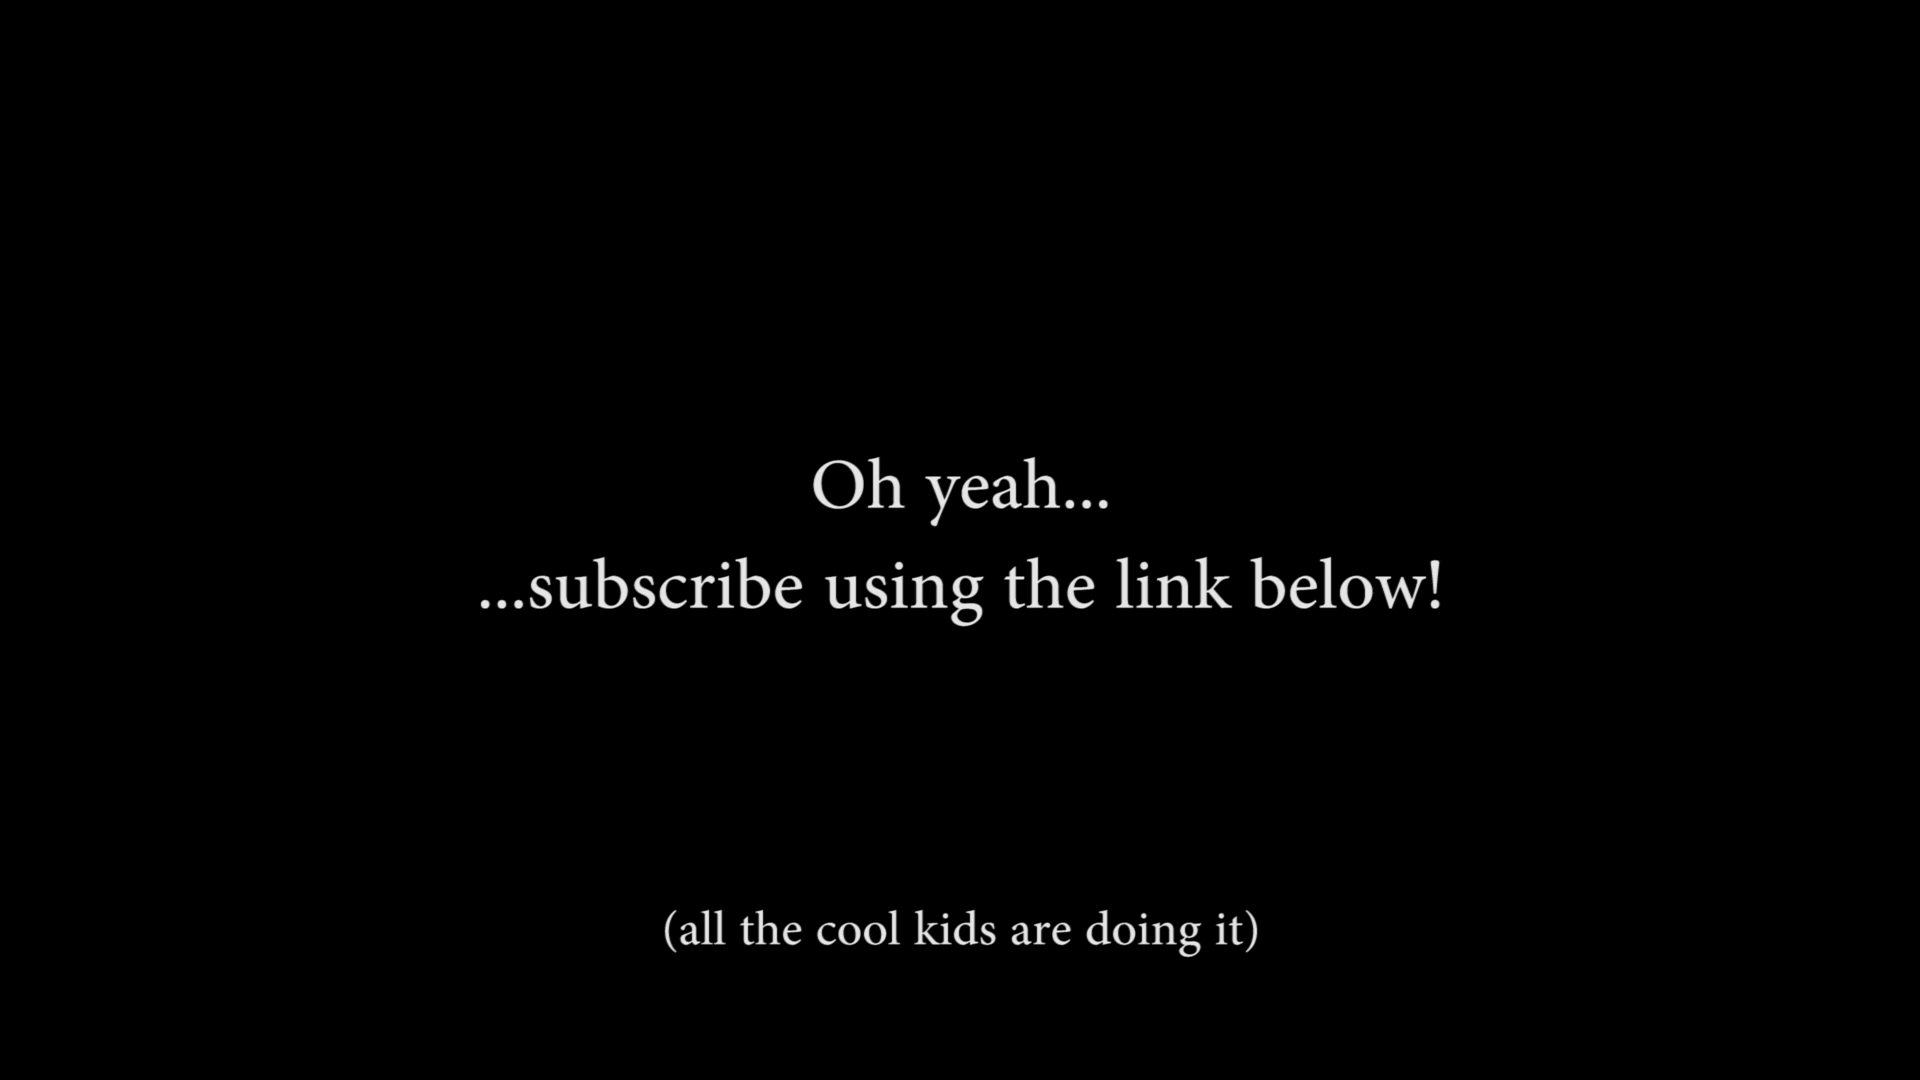 Oh yeah...
...subscribe using the link below!
(all the cool kids are doing it)